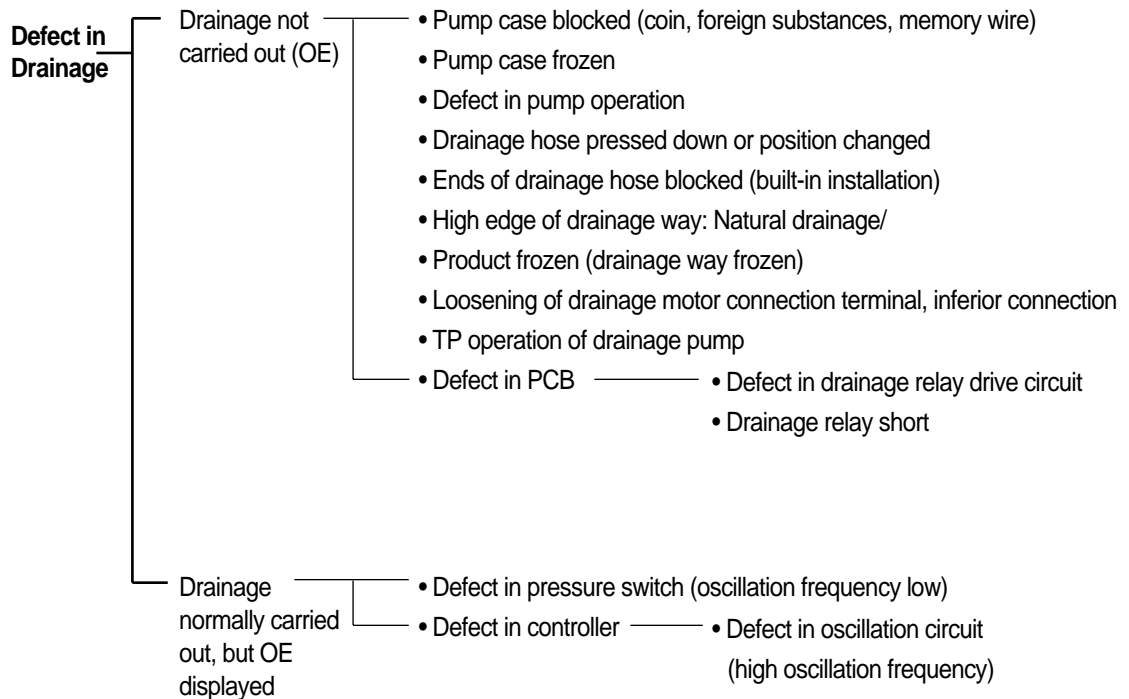 Defect in
Drainage
Drainage not
carried out (OE)
• Pump case blocked (coin, foreign substances, memory wire)
• Pump case frozen
• Defect in pump operation
• Drainage hose pressed down or position changed
• Ends of drainage hose blocked (built-in installation)
• High edge of drainage way: Natural drainage/
• Product frozen (drainage way frozen)
• Loosening of drainage motor connection terminal, inferior connection
• TP operation of drainage pump
• Defect in PCB
• Defect in drainage relay drive circuit
• Drainage relay short
Drainage
normally carried
out, but OE
displayed
• Defect in pressure switch (oscillation frequency low)
• Defect in controller
• Defect in oscillation circuit
(high oscillation frequency)